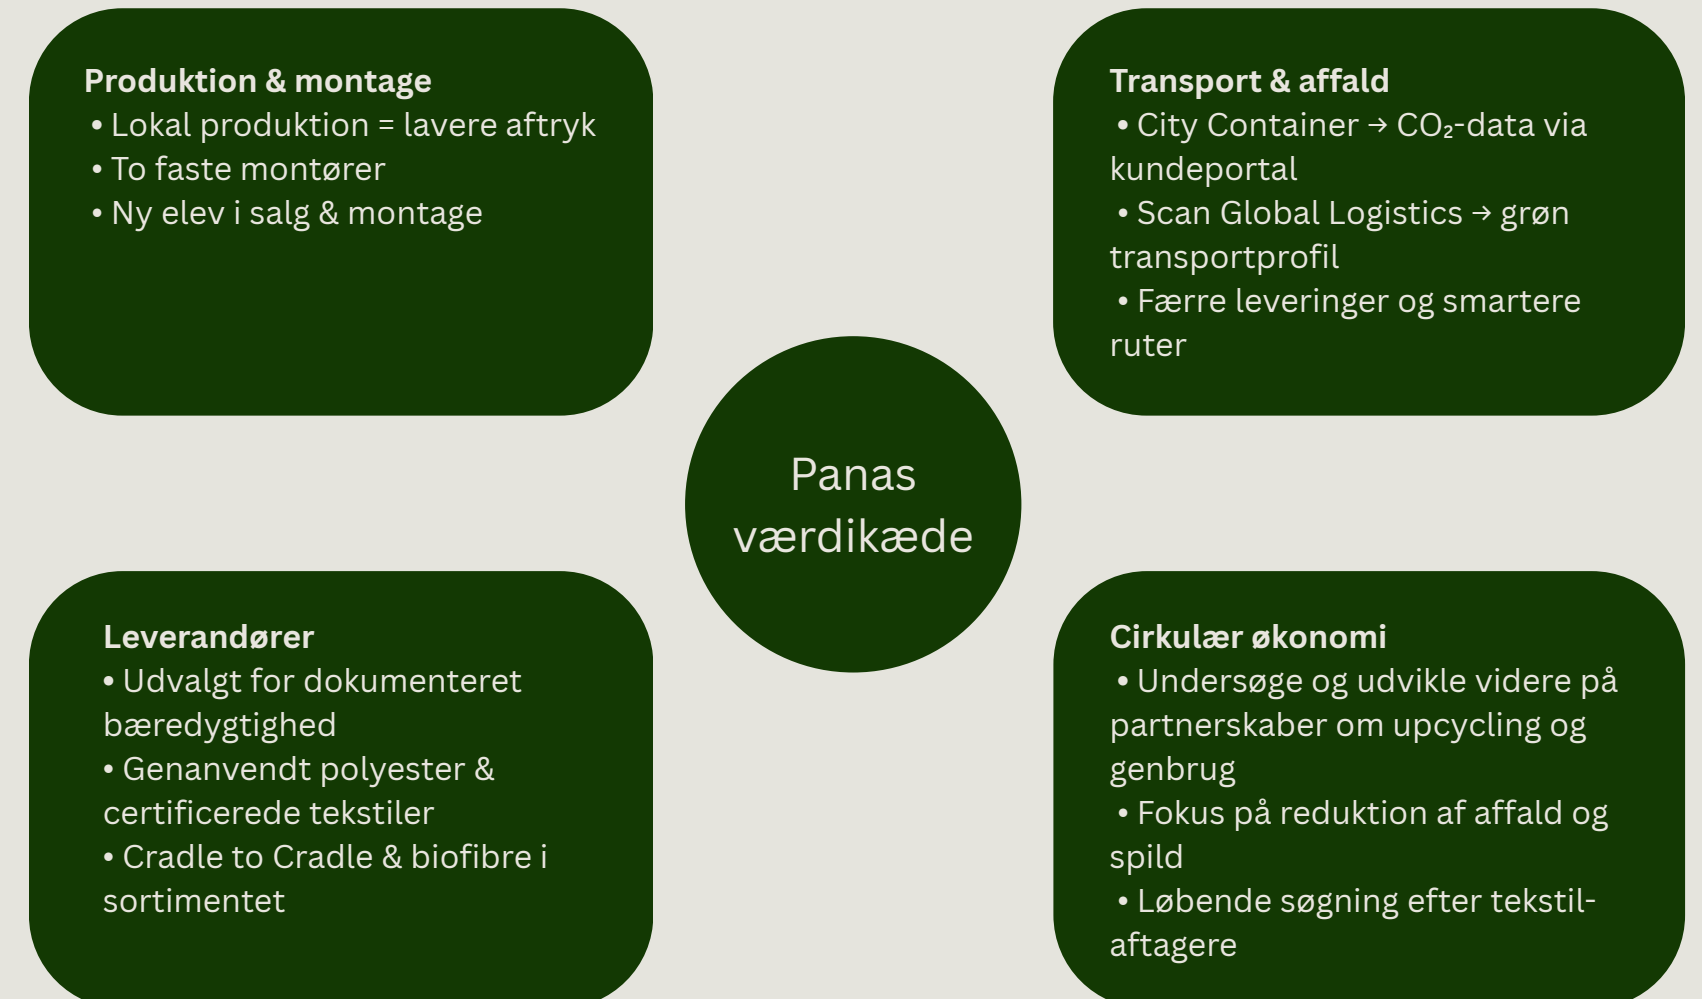 Produktion & montage
• Lokal produktion = lavere aftryk
• To faste montører
• Ny elev i salg & montage
Transport & affald
• City Container → CO₂-data via
kundeportal
• Scan Global Logistics → grøn
transportprofil
• Færre leveringer og smartere
ruter
Panas
værdikæde
Leverandører
• Udvalgt for dokumenteret
bæredygtighed
• Genanvendt polyester &
certificerede tekstiler
• Cradle to Cradle & biofibre i
sortimentet
Cirkulær økonomi
• Undersøge og udvikle videre på
partnerskaber om upcycling og
genbrug
• Fokus på reduktion af affald og
spild
• Løbende søgning efter tekstil-
aftagere